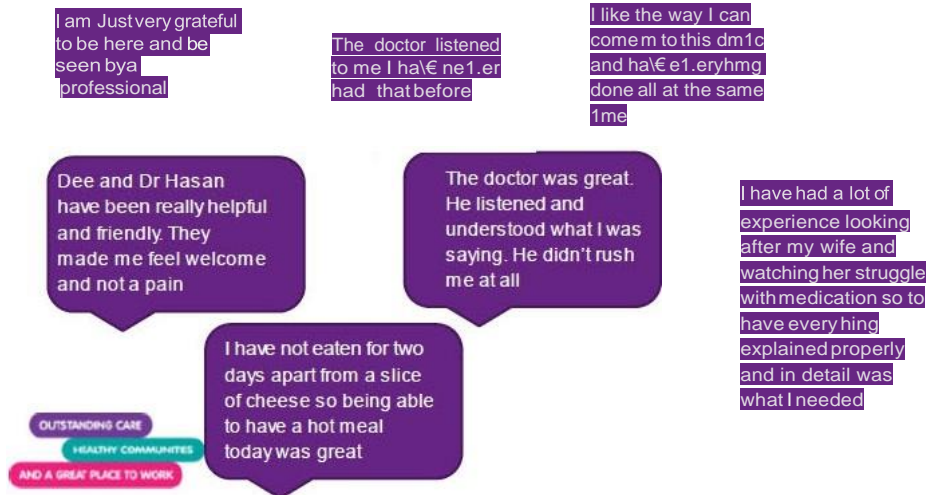 I am Justvery grateful
to be here and be
seen bya
professional
The doctor listened
to me I ha\€ ne1.er
had that before
I like the way I can
comem to this dm1c
and ha\€ e1.eryhmg
done all at the same
1me
Dee and Dr Hasan
have been really helpful
and friendly. They
made me feel welcome
and not a pain
The doctor was great.
He listened and
understood what I was
saying. He didn't rush
me at all
I have had a lot of
experience looking
after my wife and
watching her struggle
with medication so to
have every hing
explained properly
and in detail was
what I needed
I have not eaten for two
days apart from a slice
of cheese so being able
to have a hot meal
today was great
OUTSTANDING CARE
HEALTHY COMMUNITIES
AND A GREAT PLACE TO WORK